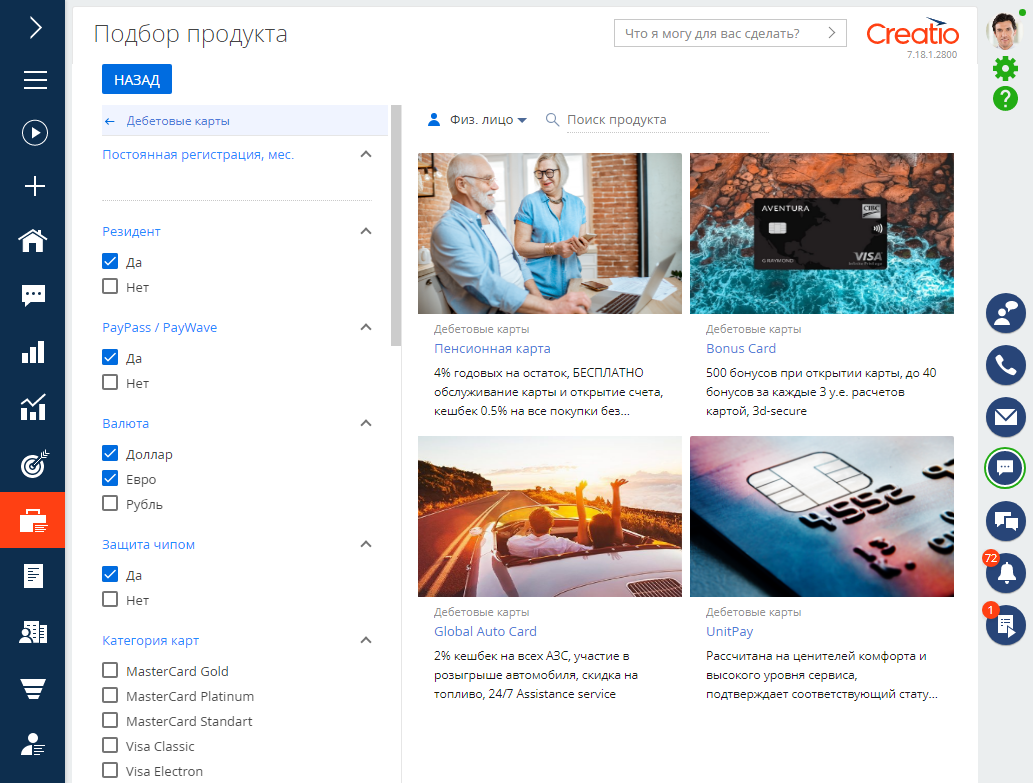 Подбор продукта
Что я могу для вас сделать?
Creatio
7.18.1.2800
НАЗАД
← Дебетовые карты
Постоянная регистрация, мес.
Резидент
Да
Нет
PayPass / PayWave
Да
Нет
Валюта
Доллар
Евро
Рубль
Защита чипом
Да
Нет
Категория карт
MasterCard Gold
MasterCard Platinum
MasterCard Standart
Visa Classic
Visa Electron
Физ. лицо
Поиск продукта
AVENTURA
CIBC
G RAYMOND
VISA
Дебетовые карты
Пенсионная карта
4% годовых на остаток, БЕСПЛАТНО
обслуживание карты и открытие счета,
кешбек 0.5% на все покупки без...
Дебетовые карты
Bonus Card
500 бонусов при открытии карты, до 40
бонусов за каждые 3 у.е. расчетов
картой, 3d-secure
4552
Дебетовые карты
Global Auto Card
2% кешбек на всех АЗС, участие в
розыгрыше автомобиля, скидка на
топливо, 24/7 Assistance service
Дебетовые карты
UnitPay
Рассчитана на ценителей комфорта и
высокого уровня сервиса,
подтверждает соответствующий стату...
?
72
1